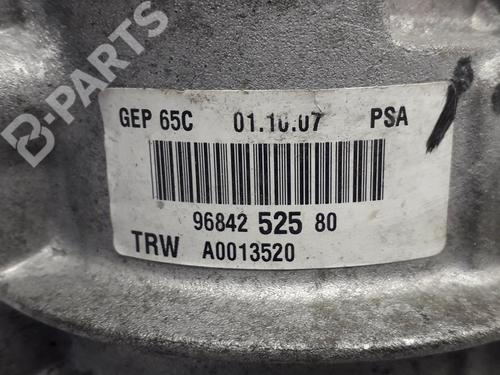 B-PARTS
GEP 65C 01.10.07 PSA
96842 525 80
TRW A0013520